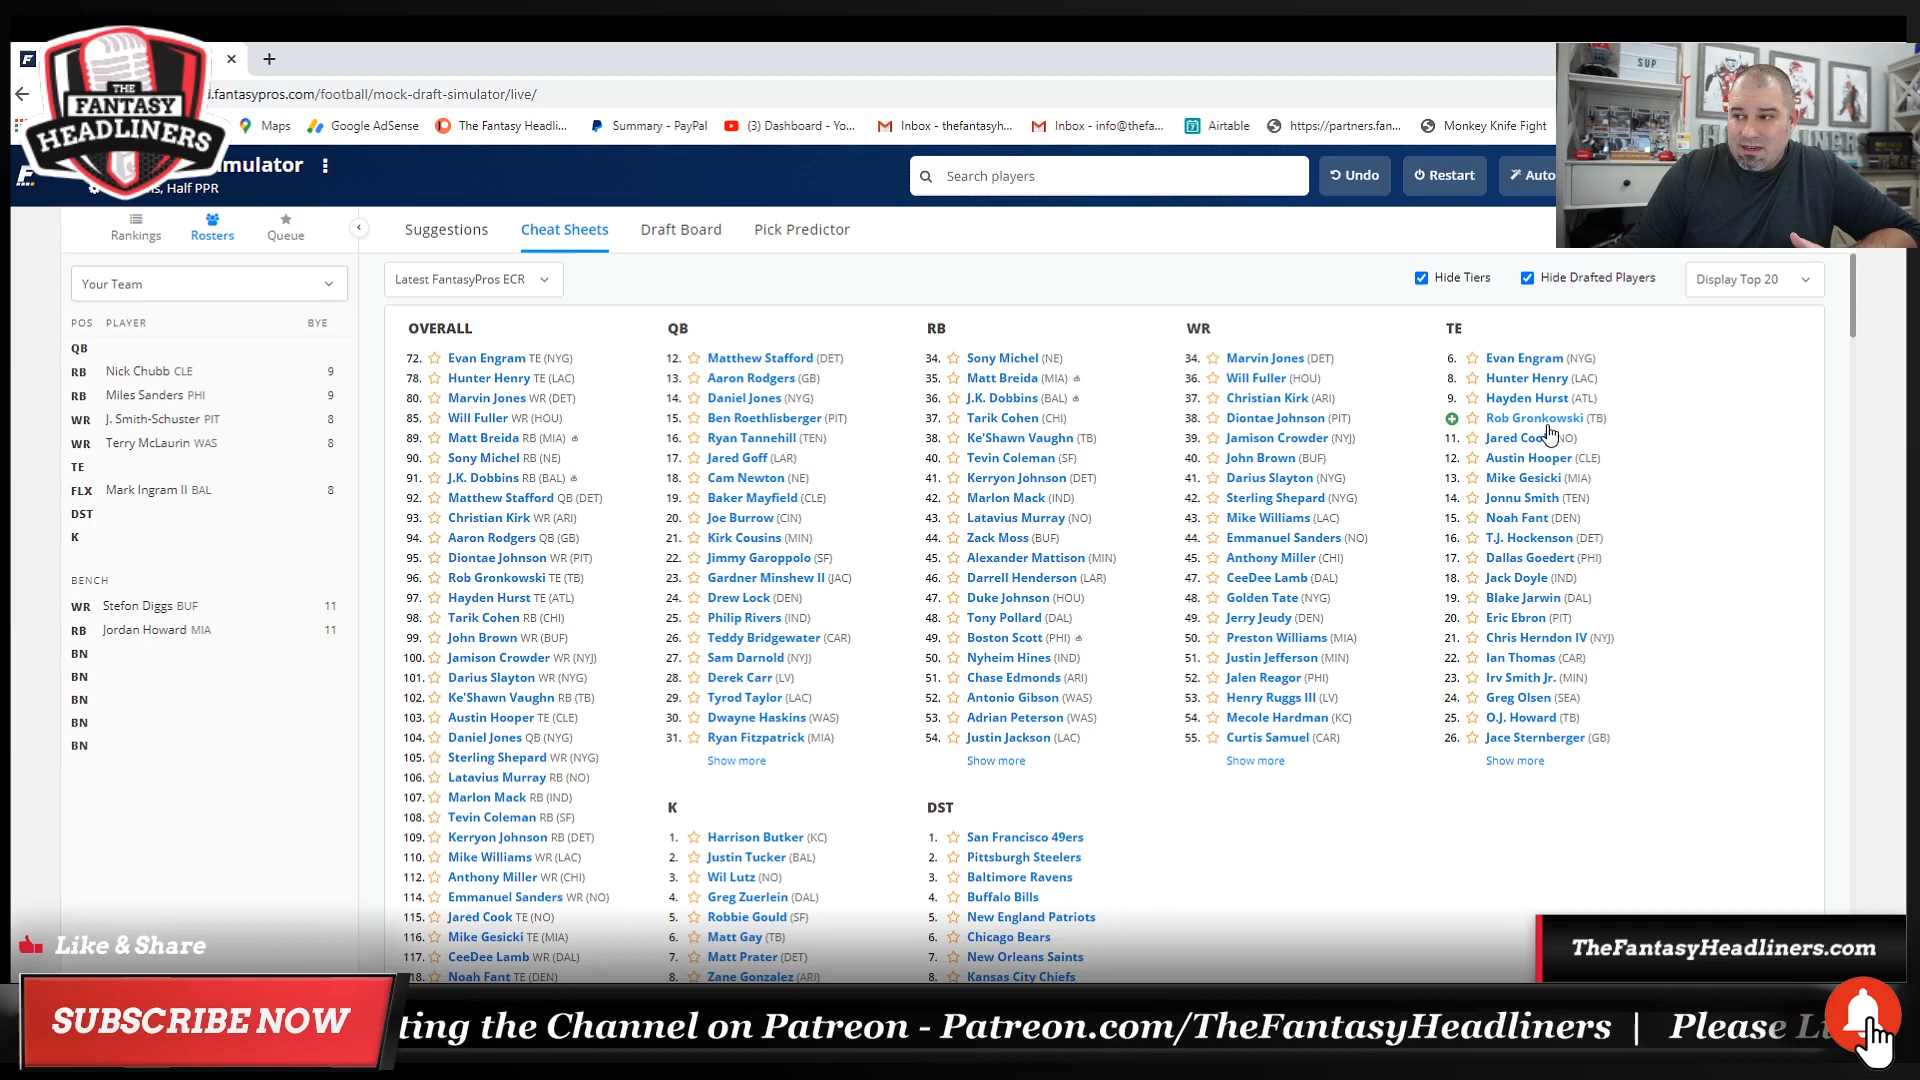 THE
FANTASY
HEADLINERS
SUP
.fantasypros.com/football/mock-draft-simulator/live/
Maps
Google AdSense
The Fantasy Headli...
Summary - PayPal
(3) Dashboard - Yo...
Inbox - thefantasyh...
Inbox - info@thefa...
Airtable
https://partners.fan...
Monkey Knife Fight
mulator
s, Half PPR
Search players
Undo
Restart
Auto
Rankings
Rosters
Queue
Suggestions
Cheat Sheets
Draft Board
Pick Predictor
Your Team
Latest FantasyPros ECR
Hide Tiers
Hide Drafted Players
Display Top 20
POS PLAYER BYE
QB
RB Nick Chubb CLE 9
RB Miles Sanders PHI 9
WR J. Smith-Schuster PIT 8
WR Terry McLaurin WAS 8
TE
FLX Mark Ingram II BAL 8
DST
K
BENCH
WR Stefon Diggs BUF 11
RB Jordan Howard MIA 11
BN
BN
BN
BN
BN
OVERALL
72. Evan Engram TE (NYG)
78. Hunter Henry TE (LAC)
80. Marvin Jones WR (DET)
85. Will Fuller WR (HOU)
89. Matt Breida RB (MIA)
90. Sony Michel RB (NE)
91. J.K. Dobbins RB (BAL)
92. Matthew Stafford QB (DET)
93. Christian Kirk WR (ARI)
94. Aaron Rodgers QB (GB)
95. Diontae Johnson WR (PIT)
96. Rob Gronkowski TE (TB)
97. Hayden Hurst TE (ATL)
98. Tarik Cohen RB (CHI)
99. John Brown WR (BUF)
100. Jamison Crowder WR (NYJ)
101. Darius Slayton WR (NYG)
102. Ke'Shawn Vaughn RB (TB)
103. Austin Hooper TE (CLE)
104. Daniel Jones QB (NYG)
105. Sterling Shepard WR (NYG)
106. Latavius Murray RB (NO)
107. Marlon Mack RB (IND)
108. Tevin Coleman RB (SF)
109. Kerryon Johnson RB (DET)
110. Mike Williams WR (LAC)
112. Anthony Miller WR (CHI)
114. Emmanuel Sanders WR (NO)
115. Jared Cook TE (NO)
116. Mike Gesicki TE (MIA)
117. CeeDee Lamb WR (DAL)
18. Noah Fant TE (DEN)
QB
12. Matthew Stafford (DET)
13. Aaron Rodgers (GB)
14. Daniel Jones (NYG)
15. Ben Roethlisberger (PIT)
16. Ryan Tannehill (TEN)
17. Jared Goff (LAR)
18. Cam Newton (NE)
19. Baker Mayfield (CLE)
20. Joe Burrow (CIN)
21. Kirk Cousins (MIN)
22. Jimmy Garoppolo (SF)
23. Gardner Minshew II (JAC)
24. Drew Lock (DEN)
25. Philip Rivers (IND)
26. Teddy Bridgewater (CAR)
27. Sam Darnold (NYJ)
28. Derek Carr (LV)
29. Tyrod Taylor (LAC)
30. Dwayne Haskins (WAS)
31. Ryan Fitzpatrick (MIA)
Show more
RB
34. Sony Michel (NE)
35. Matt Breida (MIA)
36. J.K. Dobbins (BAL)
37. Tarik Cohen (CHI)
38. Ke'Shawn Vaughn (TB)
40. Tevin Coleman (SF)
41. Kerryon Johnson (DET)
42. Marlon Mack (IND)
43. Latavius Murray (NO)
44. Zack Moss (BUF)
45. Alexander Mattison (MIN)
46. Darrell Henderson (LAR)
47. Duke Johnson (HOU)
48. Tony Pollard (DAL)
49. Boston Scott (PHI)
50. Nyheim Hines (IND)
51. Chase Edmonds (ARI)
52. Antonio Gibson (WAS)
53. Adrian Peterson (WAS)
54. Justin Jackson (LAC)
Show more
WR
34. Marvin Jones (DET)
36. Will Fuller (HOU)
37. Christian Kirk (ARI)
38. Diontae Johnson (PIT)
39. Jamison Crowder (NYJ)
40. John Brown (BUF)
41. Darius Slayton (NYG)
42. Sterling Shepard (NYG)
43. Mike Williams (LAC)
44. Emmanuel Sanders (NO)
45. Anthony Miller (CHI)
47. CeeDee Lamb (DAL)
48. Golden Tate (NYG)
49. Jerry Jeudy (DEN)
50. Preston Williams (MIA)
51. Justin Jefferson (MIN)
52. Jalen Reagor (PHI)
53. Henry Ruggs III (LV)
54. Mecole Hardman (KC)
55. Curtis Samuel (CAR)
Show more
TE
6. Evan Engram (NYG)
8. Hunter Henry (LAC)
9. Hayden Hurst (ATL)
Rob Gronkowski (TB)
11. Jared Coo NO)
12. Austin Hooper (CLE)
13. Mike Gesicki (MIA)
14. Jonnu Smith (TEN)
15. Noah Fant (DEN)
16. T.J. Hockenson (DET)
17. Dallas Goedert (PHI)
18. Jack Doyle (IND)
19. Blake Jarwin (DAL)
20. Eric Ebron (PIT)
21. Chris Herndon IV (NYJ)
22. Ian Thomas (CAR)
23. Irv Smith Jr. (MIN)
24. Greg Olsen (SEA)
25. O.J. Howard (TB)
26. Jace Sternberger (GB)
Show more
K
1. Harrison Butker (KC)
2. Justin Tucker (BAL)
3. Wil Lutz (NO)
4. Greg Zuerlein (DAL)
5. Robbie Gould (SF)
6. Matt Gay (TB)
7. Matt Prater (DET)
8. Zane Gonzalez (ARI)
DST
1. San Francisco 49ers
2. Pittsburgh Steelers
3. Baltimore Ravens
4. Buffalo Bills
5. New England Patriots
6. Chicago Bears
7. New Orleans Saints
8. Kansas City Chiefs
Like & Share
TheFantasyHeadliners.com
SUBSCRIBE NOW
ting the Channel on Patreon - Patreon.com/TheFantasyHeadliners | Please Li